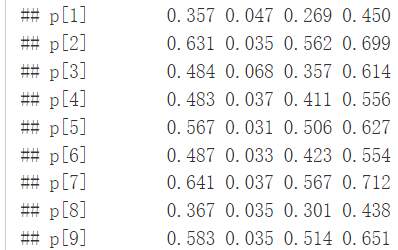 ## p[1] 0.357 0.047 0.269 0.450
## p[2] 0.631 0.035 0.562 0.699
## p[3] 0.484 0.068 0.357 0.614
## p[4] 0.483 0.037 0.411 0.556
## p[5] 0.567 0.031 0.506 0.627
## p[6] 0.487 0.033 0.423 0.554
## p[7] 0.641 0.037 0.567 0.712
## p[8] 0.367 0.035 0.301 0.438
## p[9] 0.583 0.035 0.514 0.651